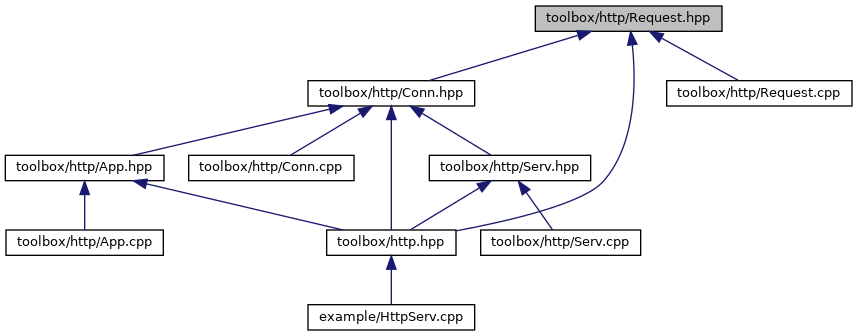 toolbox/http/Request.hpp
toolbox/http/Conn.hpp
toolbox/http/Request.cpp
toolbox/http/App.hpp
toolbox/http/Conn.cpp
toolbox/http/Serv.hpp
toolbox/http/App.cpp
toolbox/http.hpp
toolbox/http/Serv.cpp
example/HttpServ.cpp